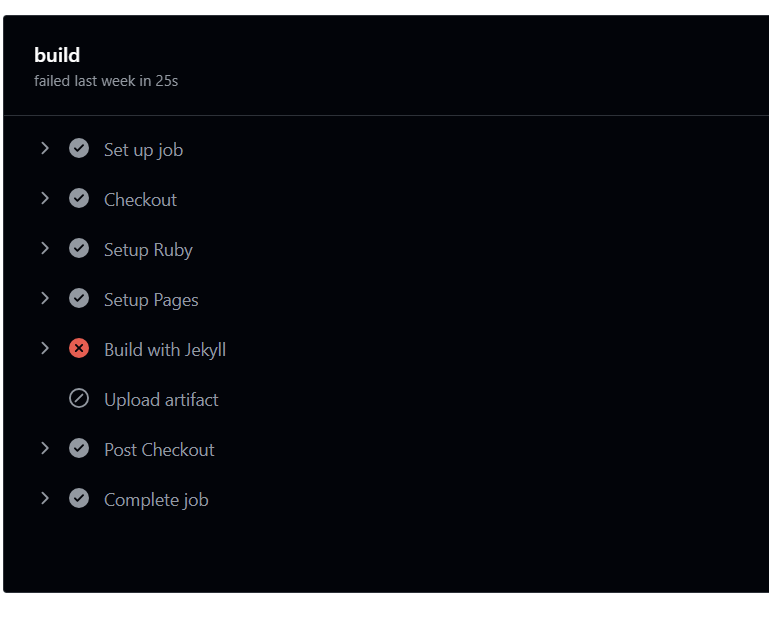 build
failed last week in 25s
Set up job
Checkout
Setup Ruby
Setup Pages
Build with Jekyll
Upload artifact
Post Checkout
Complete job